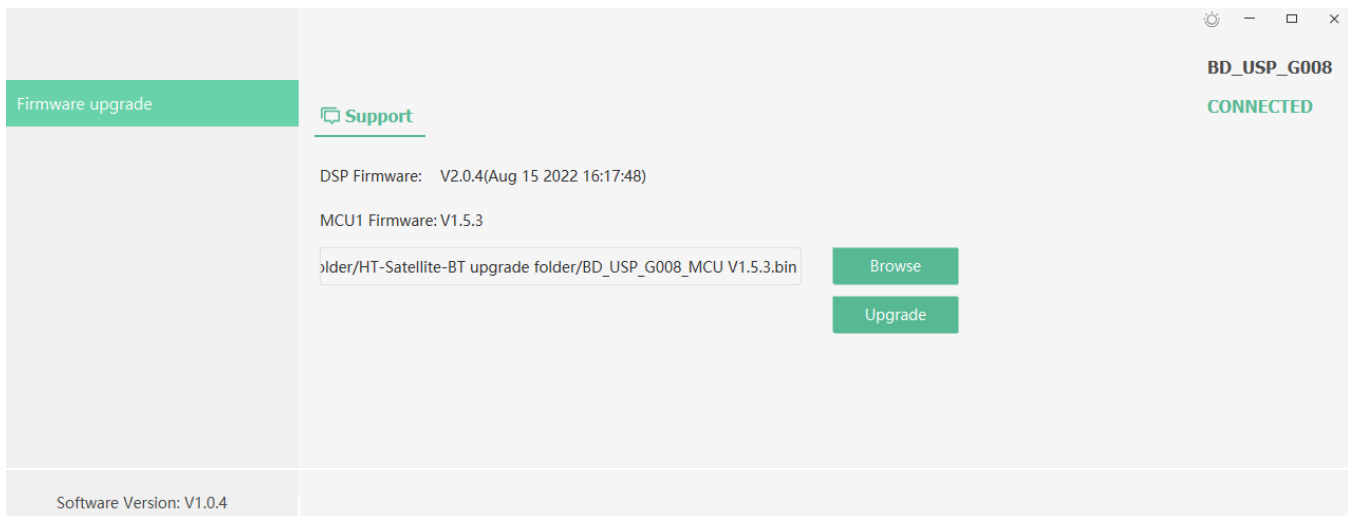 BD_USP_G008
Firmware upgrade
CONNECTED
Support
DSP Firmware: V2.0.4(Aug 15 2022 16:17:48)
MCU1 Firmware: V1.5.3
older/HT-Satellite-BT upgrade folder/BD_USP_G008_MCU V1.5.3.bin
Browse
Upgrade
Software Version: V1.0.4